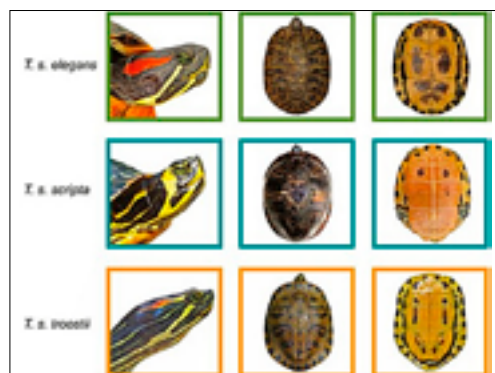 T. s. elegans
T. s. scripta
T. s. troostii